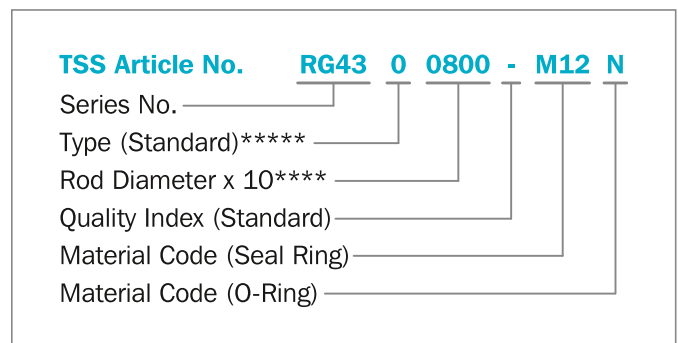 TSS Article No. RG43 0 0800 - M12 N
Series No.
Type (Standard)*****
Rod Diameter x 10****
Quality Index (Standard)
Material Code (Seal Ring)
Material Code (O-Ring)